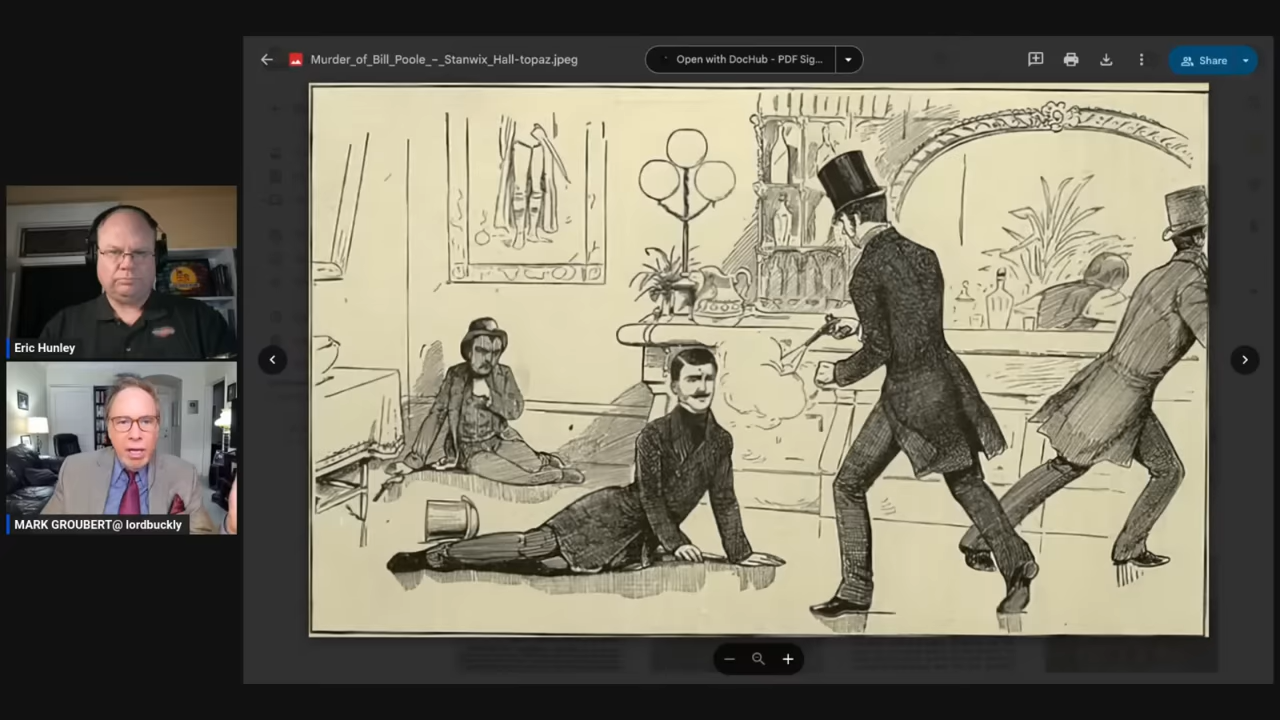 Murder_of_Bill_Poole_-_Stanwix_Hall-topaz.jpeg
Open with DocHub - PDF Sig...
Share
Eric Hunley
MARK GROUBERT@ lordbuckly